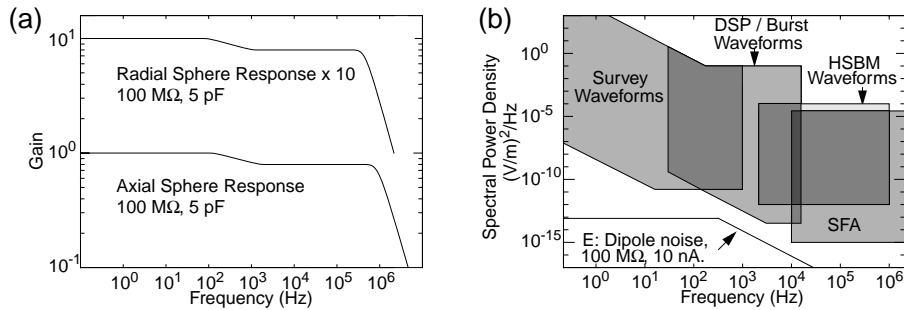 (a)
10^1
10^0
10^-1
Gain
Radial Sphere Response x 10
100 MΩ, 5 pF
Axial Sphere Response
100 MΩ, 5 pF
10^0 10^1 10^2 10^3 10^4 10^5 10^6
Frequency (Hz)
(b)
DSP / Burst
Waveforms
HSBM
Waveforms
Survey
Waveforms
SFA
E: Dipole noise,
100 MΩ, 10 nA.
Spectral Power Density
(V/m)^2/Hz
10^0
10^-5
10^-10
10^-15
10^0 10^1 10^2 10^3 10^4 10^5 10^6
Frequency (Hz)